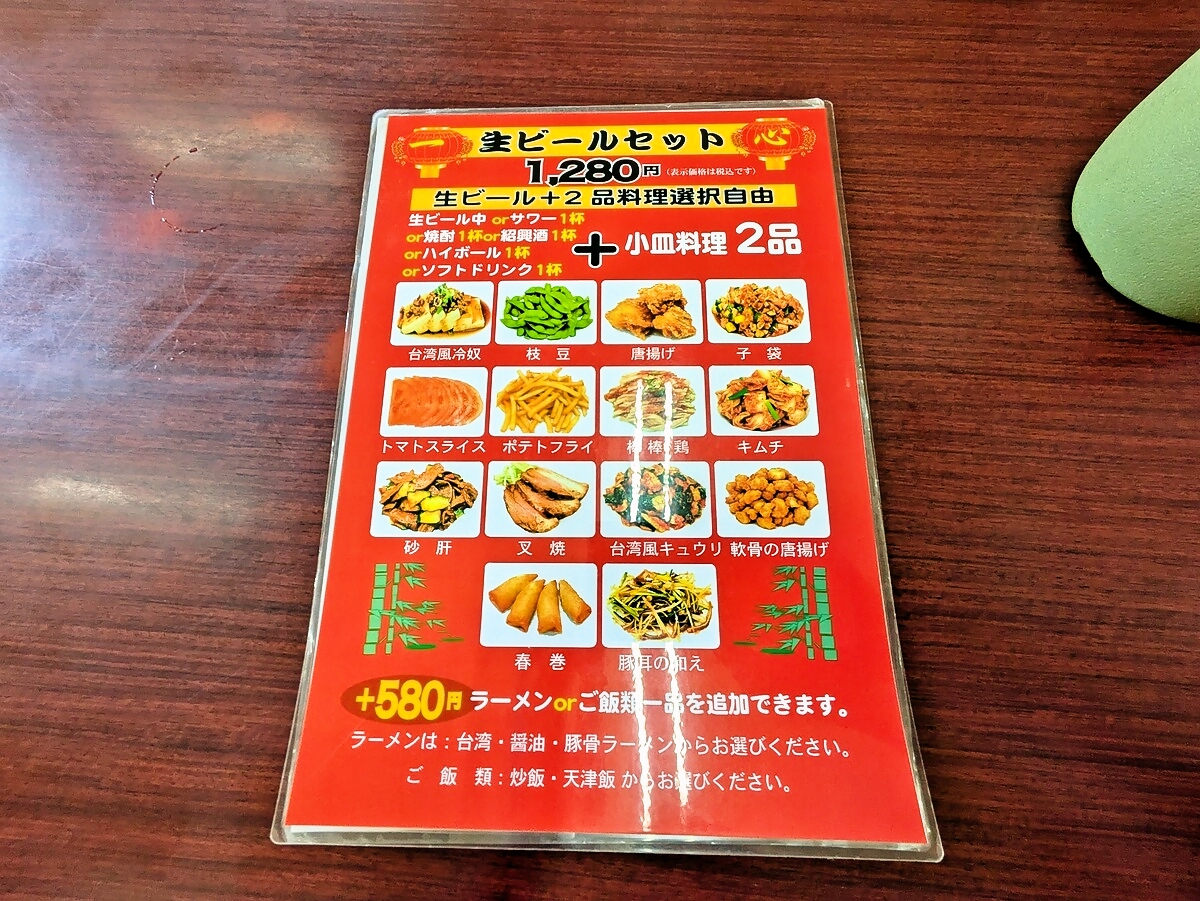 一 生ビールセット 心
1,280円(表示価格は税込です)
生ビール+2 品料理選択自由
生ビール中 orサワー1杯
or焼酎1杯or紹興酒1杯
orハイボール1杯
orソフトドリンク1杯
+小皿料理 2品
台湾風冷奴 枝豆 唐揚げ 子袋
トマトスライス ポテトフライ 棒棒鶏 キムチ
砂肝 叉焼 台湾風キュウリ 軟骨の唐揚げ
春巻 豚耳の和え
+580円 ラーメンorご飯類一品を追加できます。
ラーメンは:台湾・醤油・豚骨ラーメンからお選びください。
ご飯類:炒飯・天津飯 からお選びください。